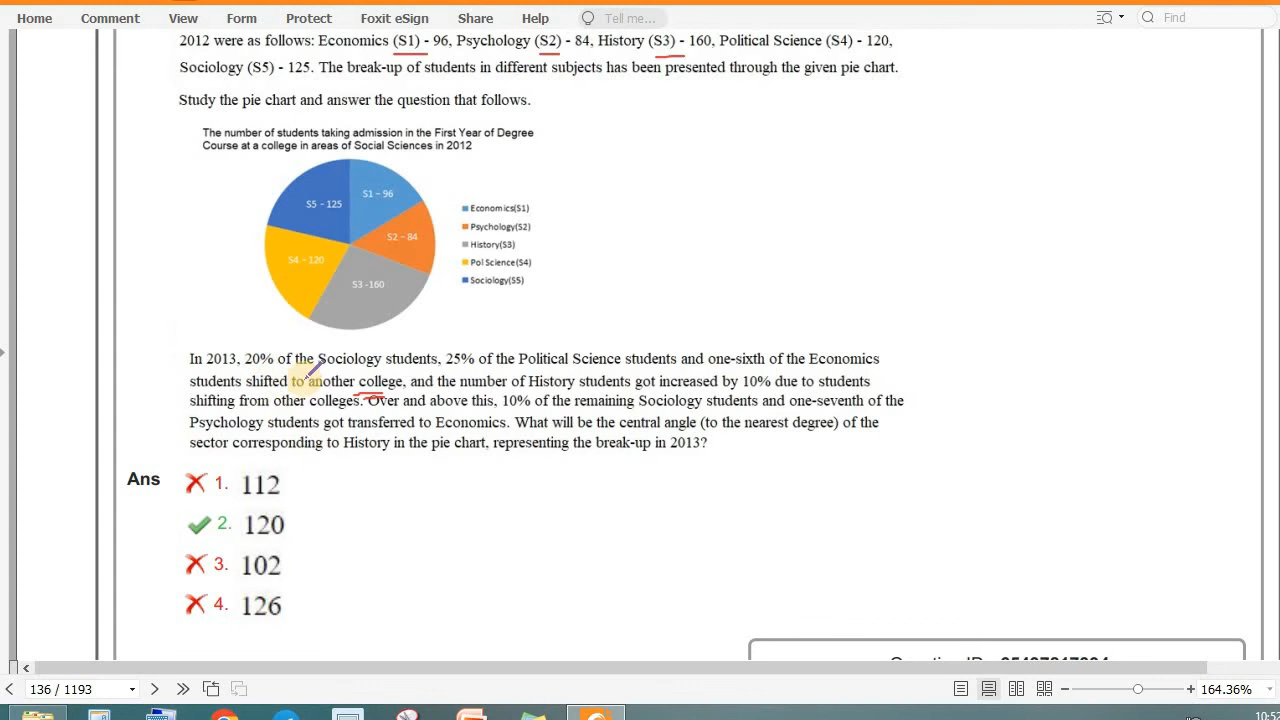 Home Comment View Form Protect Foxit eSign Share Help Tell me... Find
2012 were as follows: Economics (S1) - 96, Psychology (S2) - 84, History (S3) - 160, Political Science (S4) - 120,
Sociology (S5) - 125. The break-up of students in different subjects has been presented through the given pie chart.
Study the pie chart and answer the question that follows.
The number of students taking admission in the First Year of Degree
Course at a college in areas of Social Sciences in 2012
S1 – 96
S5 - 125
S2 – 84
S4 – 120
S3 -160
Economics(S1)
Psychology(S2)
History(S3)
Pol Science(S4)
Sociology(S5)
In 2013, 20% of the Sociology students, 25% of the Political Science students and one-sixth of the Economics
students shifted to another college, and the number of History students got increased by 10% due to students
shifting from other colleges. Over and above this, 10% of the remaining Sociology students and one-seventh of the
Psychology students got transferred to Economics. What will be the central angle (to the nearest degree) of the
sector corresponding to History in the pie chart, representing the break-up in 2013?
Ans
1. 112
2. 120
3. 102
4. 126
136 / 1193
164.36%